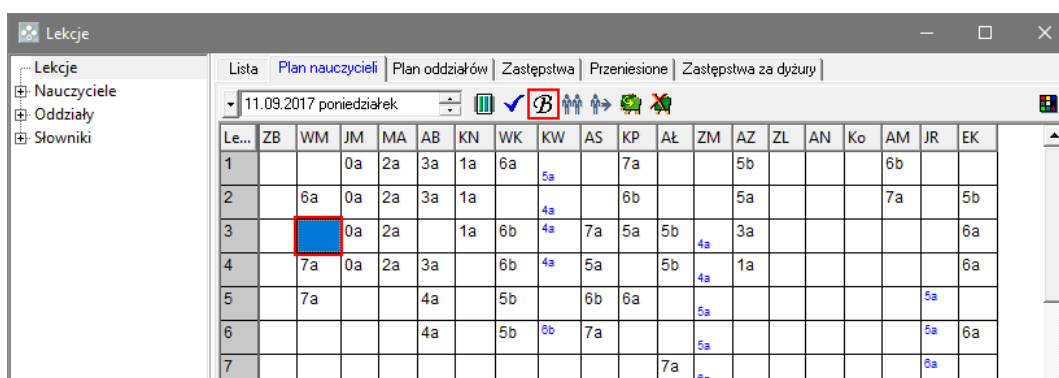 Lekcje
Lekcje
Nauczyciele
Oddziały
Słowniki
Lista Plan nauczycieli Plan oddziałów Zastępstwa Przeniesione Zastępstwa za dyżury
11.09.2017 poniedziałek B
Le... ZB WM JM MA AB KN WK KW AS KP AŁ ZM AZ ZL AN Ko AM JR EK
1 0a 2a 3a 1a 6a 5a 7a 5b 6b
2 6a 0a 2a 3a 1a 4a 6b 5a 7a 5b
3 0a 2a 1a 6b 4a 7a 5a 5b 4a 3a 6a
4 7a 0a 2a 3a 6b 4a 5a 5b 4a 1a 6a
5 7a 4a 5b 6b 6a 5a 5a
6 4a 5b 6b 7a 5a 5a 6a
7 7a 6a